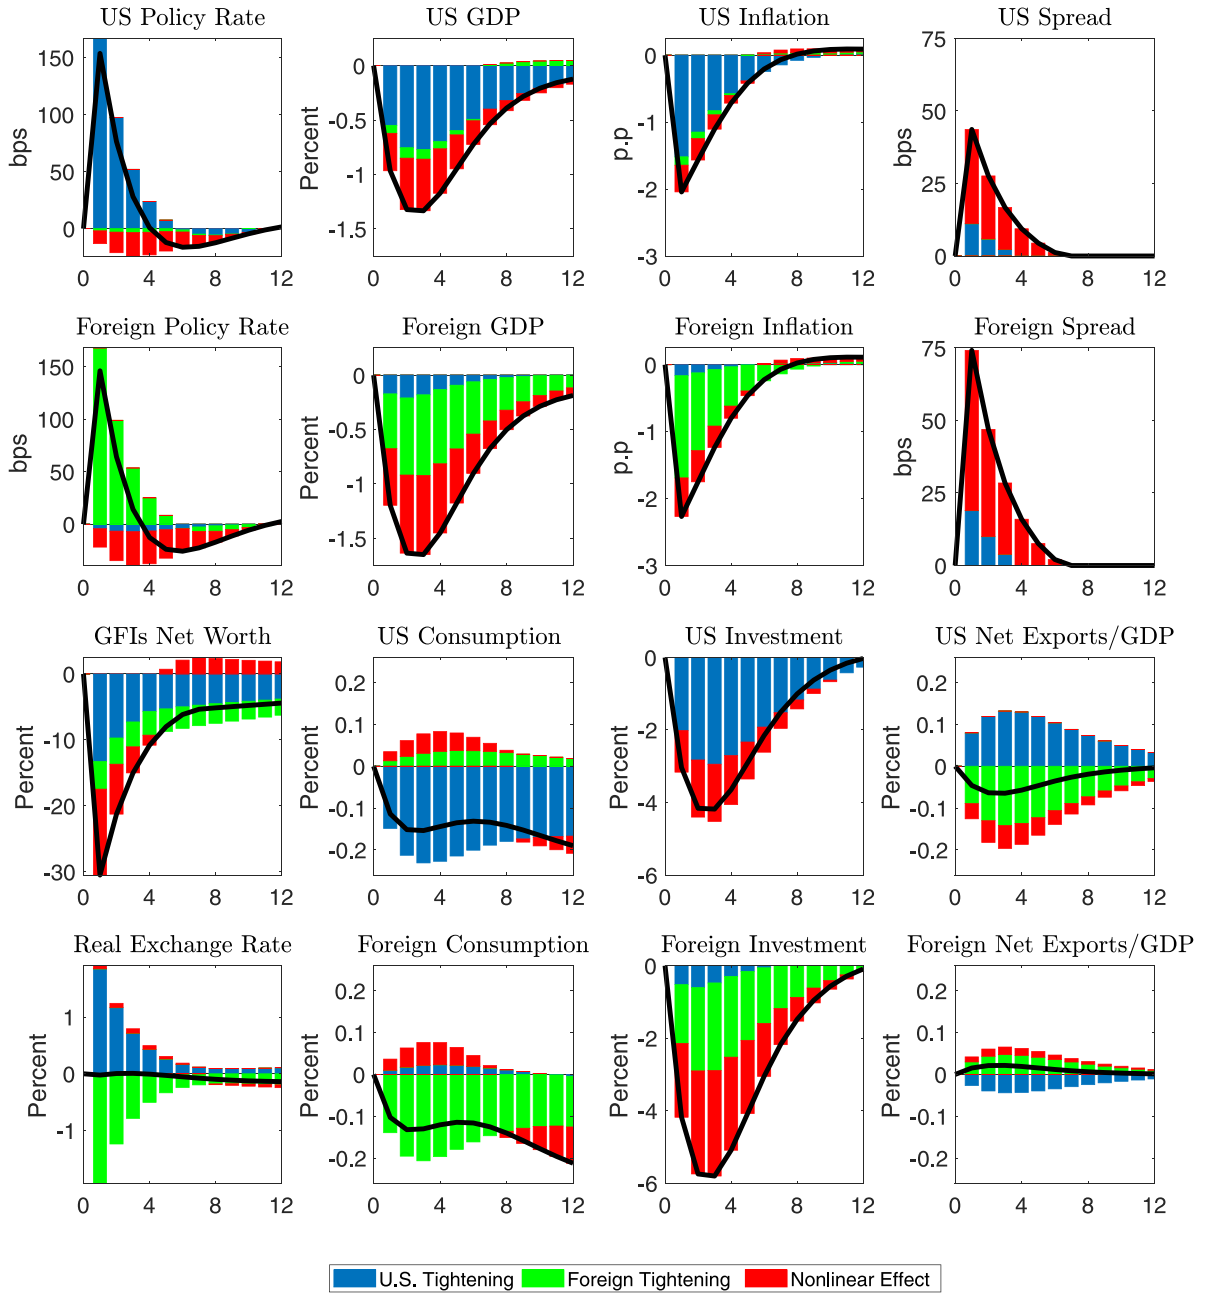 US Policy Rate US GDP US Inflation US Spread
150
100
50
0
bps
0 4 8 12
0
-0.5
-1
-1.5
Percent
0 4 8 12
0
-1
-2
-3
p.p
0 4 8 12
75
50
25
0
bps
0 4 8 12
Foreign Policy Rate Foreign GDP Foreign Inflation Foreign Spread
150
100
50
0
bps
0 4 8 12
0
-0.5
-1
-1.5
Percent
0 4 8 12
0
-1
-2
-3
p.p
0 4 8 12
75
50
25
0
bps
0 4 8 12
GFIs Net Worth US Consumption US Investment US Net Exports/GDP
0
-10
-20
-30
Percent
0 4 8 12
0.2
0.1
0
-0.1
-0.2
Percent
0 4 8 12
0
-2
-4
-6
Percent
0 4 8 12
0.2
0.1
0
-0.1
-0.2
Percent
0 4 8 12
Real Exchange Rate Foreign Consumption Foreign Investment Foreign Net Exports/GDP
1
0
-1
Percent
0 4 8 12
0.2
0.1
0
-0.1
-0.2
Percent
0 4 8 12
0
-2
-4
-6
Percent
0 4 8 12
0.2
0.1
0
-0.1
-0.2
Percent
0 4 8 12
U.S. Tightening Foreign Tightening Nonlinear Effect